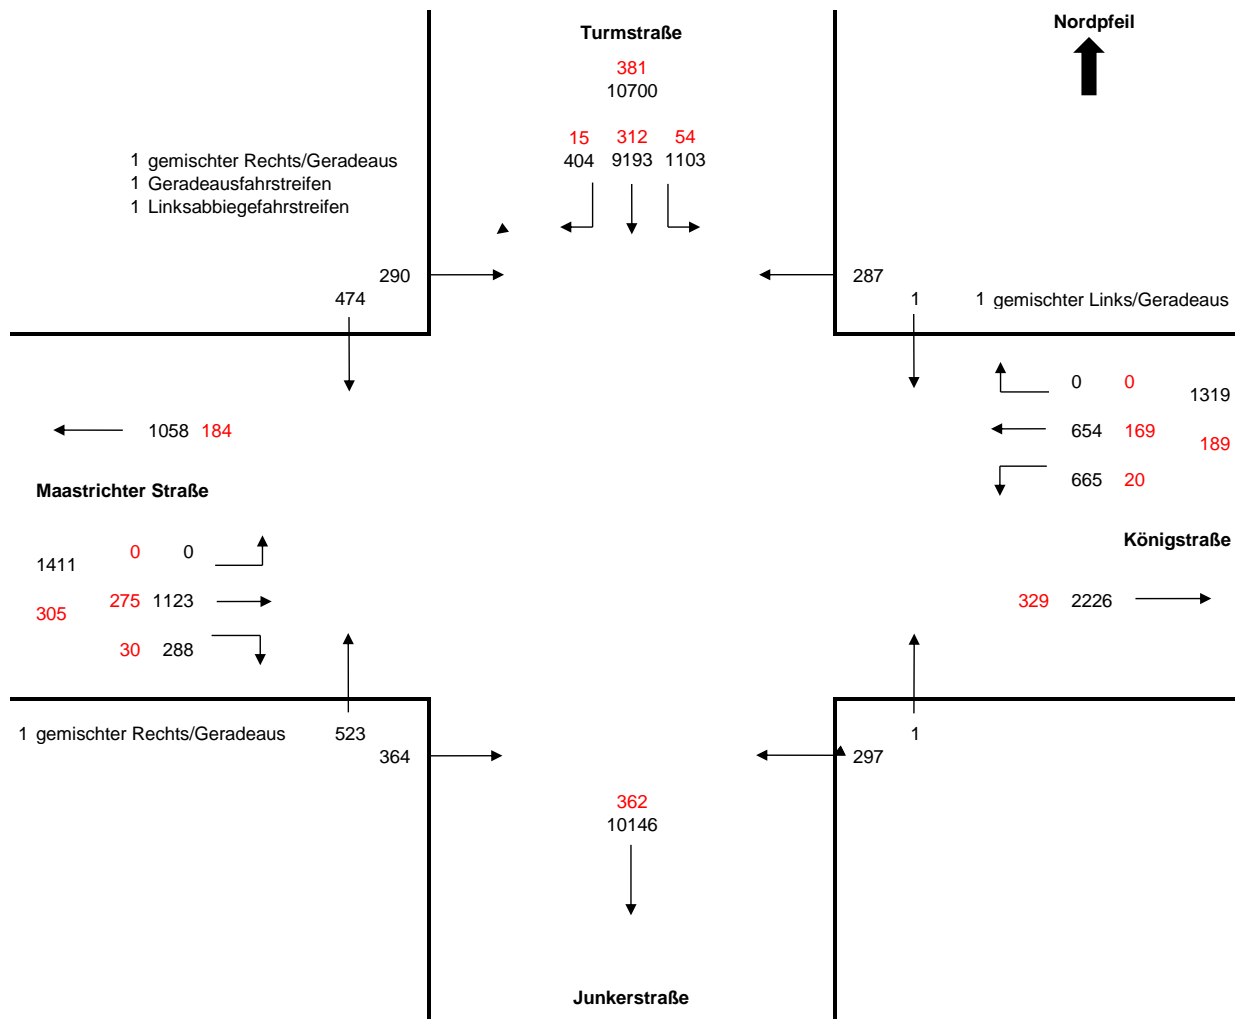 Nordpfeil
Turmstraße
381
10700
15 312 54
404 9193 1103
1 gemischter Rechts/Geradeaus
1 Geradeausfahrstreifen
1 Linksabbiegefahrstreifen
290
474
287
1 1 gemischter Links/Geradeaus
0 0
1319
1058 184
654 169
189
665 20
Maastrichter Straße
Königstraße
0 0
1411
275 1123
305
30 288
329 2226
1 gemischter Rechts/Geradeaus 523
364
1
297
362
10146
Junkerstraße